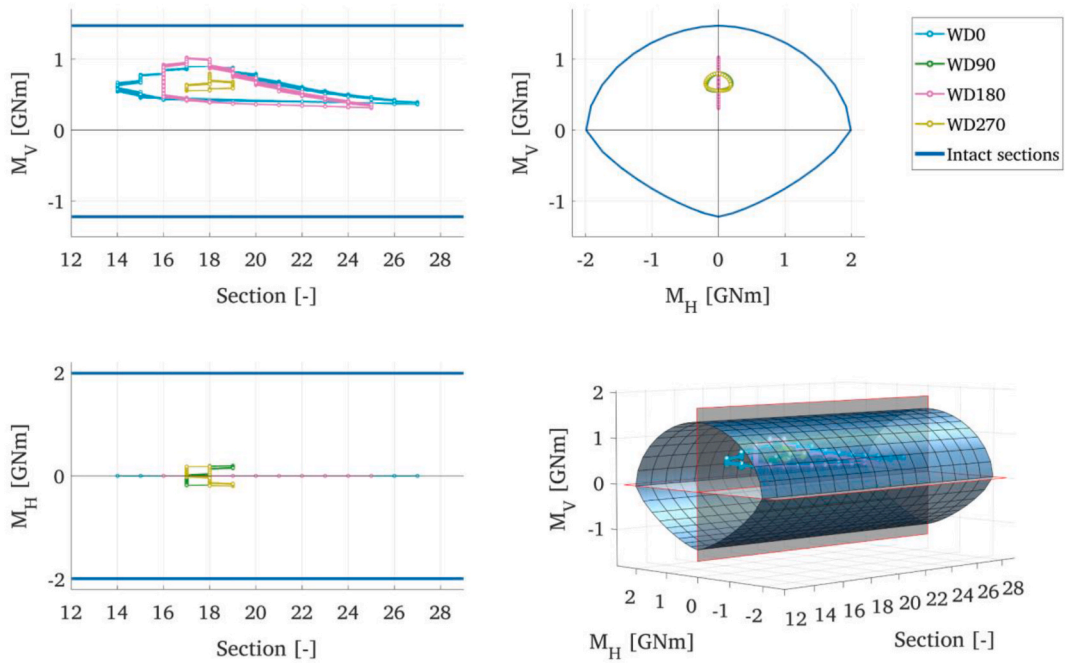 1
0
-1
M_V [GNm]
12 14 16 18 20 22 24 26 28
Section [-]
1
0
-1
M_V [GNm]
-2 -1 0 1 2
M_H [GNm]
WD0
WD90
WD180
WD270
Intact sections
2
0
-2
M_H [GNm]
12 14 16 18 20 22 24 26 28
Section [-]
2
1
0
-1
M_V [GNm]
2 1 0 -1 -2
M_H [GNm]
12 14 16 18 20 22 24 26 28
Section [-]